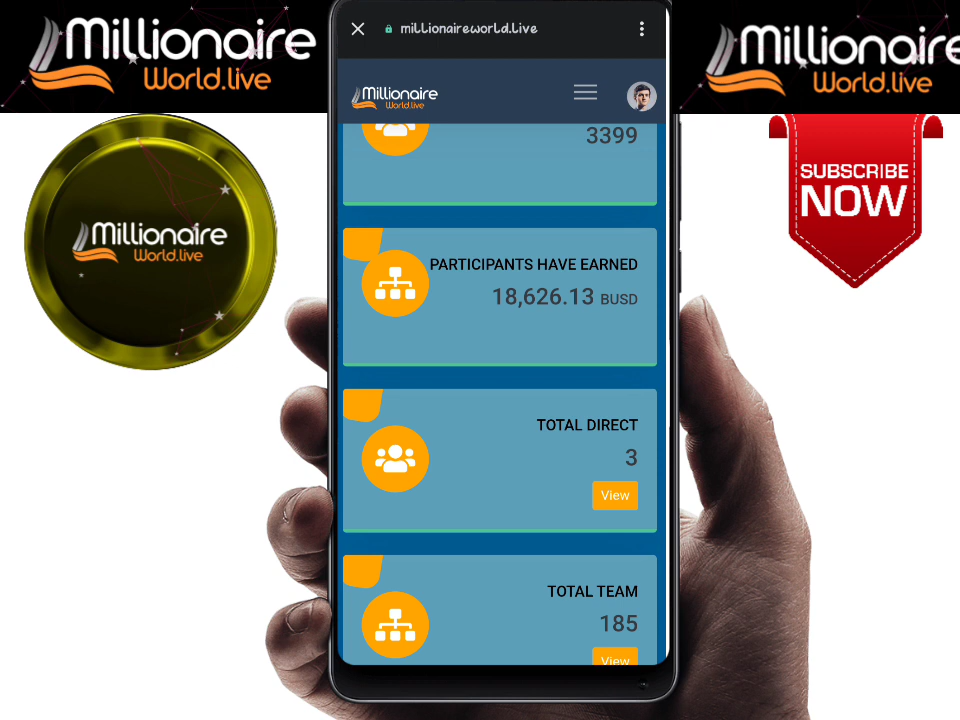 Millionaire
World.live
millionaireworld.live
Millionaire
World.live
Millionaire
World.live
3399
SUBSCRIBE
NOW
Millionaire
World.live
PARTICIPANTS HAVE EARNED
18,626.13 BUSD
TOTAL DIRECT
3
View
TOTAL TEAM
185
View